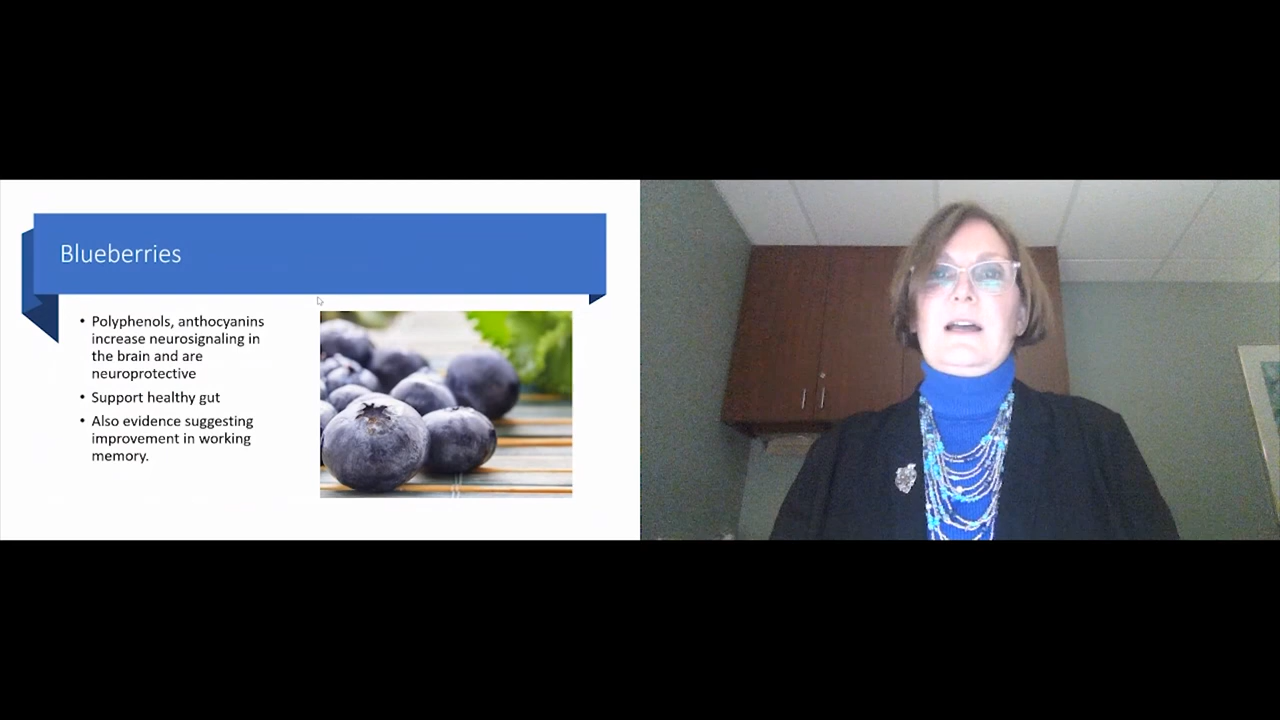 Blueberries
• Polyphenols, anthocyanins
increase neurosignaling in
the brain and are
neuroprotective
• Support healthy gut
• Also evidence suggesting
improvement in working
memory.